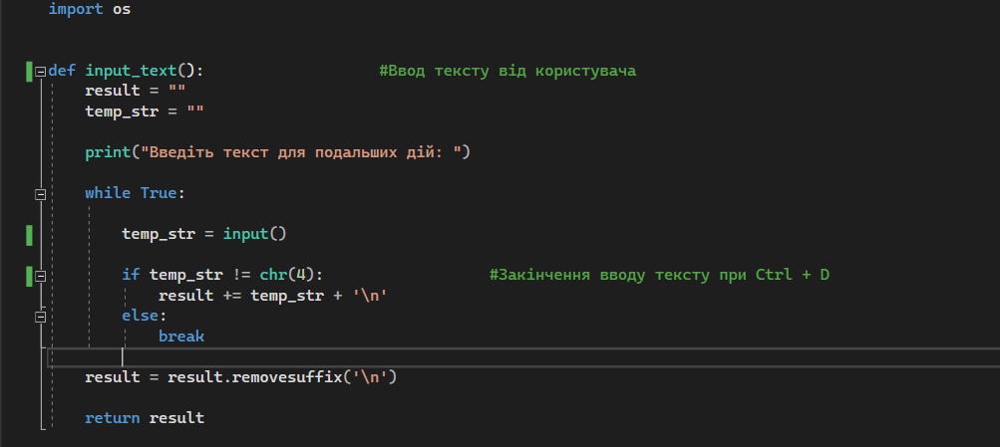 import os
def input_text():                   #Ввод тексту від користувача
    result = ""
    temp_str = ""
    print("Введіть текст для подальших дій: ")
    while True:
        temp_str = input()
        if temp_str != chr(4):                  #Закінчення вводу тексту при Ctrl + D
            result += temp_str + '\n'
        else:
            break
    result = result.removesuffix('\n')
    return result